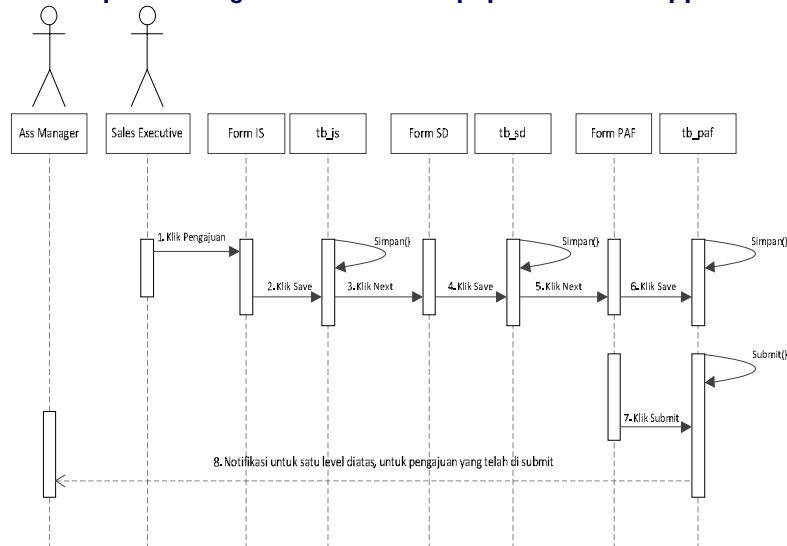 Ass Manager
Sales Executive
Form IS
tb_is
Form SD
tb_sd
Form PAF
tb_paf
1. Klik Pengajuan
Simpan()
Simpan()
Simpan()
2. Klik Save
3. Klik Next
4. Klik Save
5. Klik Next
6. Klik Save
Submit()
7. Klik Submit
8. Notifikasi untuk satu level diatas, untuk pengajuan yang telah di submit